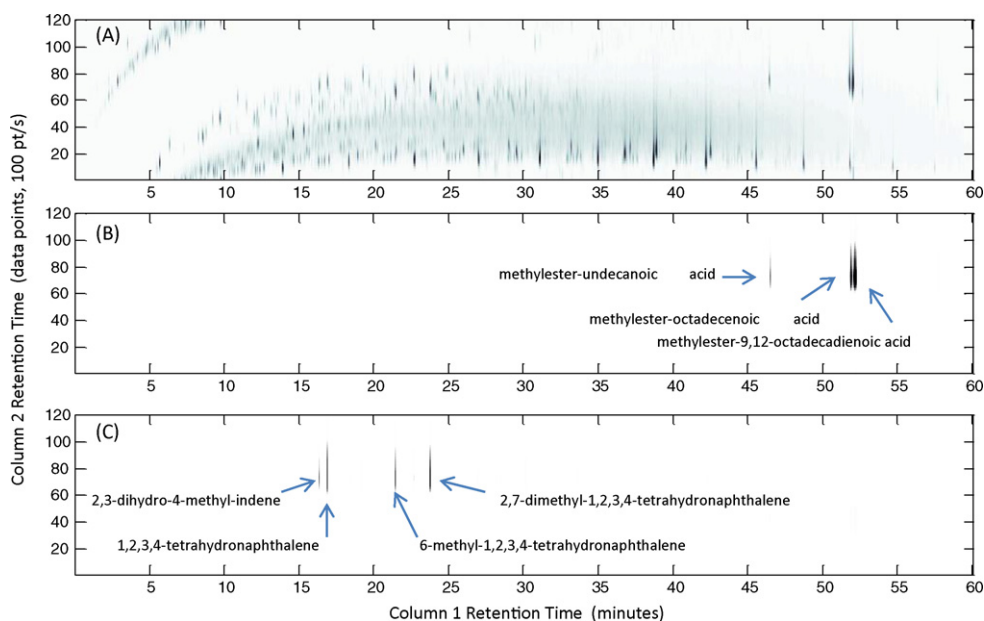 (A)
120
100
80
60
40
20
5 10 15 20 25 30 35 40 45 50 55 60
(B)
120
100
80
60
40
20
methylester-undecanoic acid
methylester-octadecenoic acid
methylester-9,12-octadecadienoic acid
5 10 15 20 25 30 35 40 45 50 55 60
(C)
120
100
80
60
40
20
2,3-dihydro-4-methyl-indene
2,7-dimethyl-1,2,3,4-tetrahydronaphthalene
1,2,3,4-tetrahydronaphthalene
6-methyl-1,2,3,4-tetrahydronaphthalene
5 10 15 20 25 30 35 40 45 50 55 60
Column 2 Retention Time (data points, 100 pt/s)
Column 1 Retention Time (minutes)